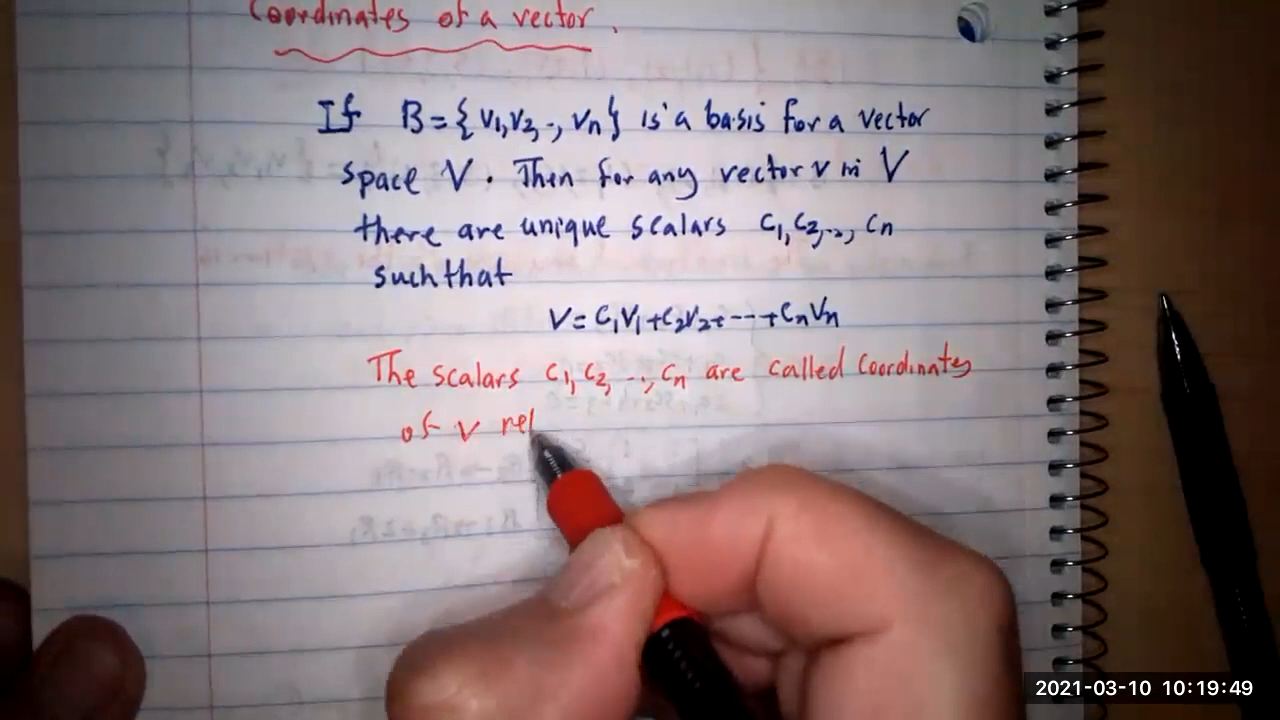 Coordinates of a vector.
If B={v1,v2,..,vn} is a basis for a vector
space V. Then for any vector v in V
there are unique scalars c1,c2,..,cn
such that
v=c1v1+c2v2+---+cnvn
The scalars c1,c2,..,cn are called coordinates
of v rel
2021-03-10 10:19:49